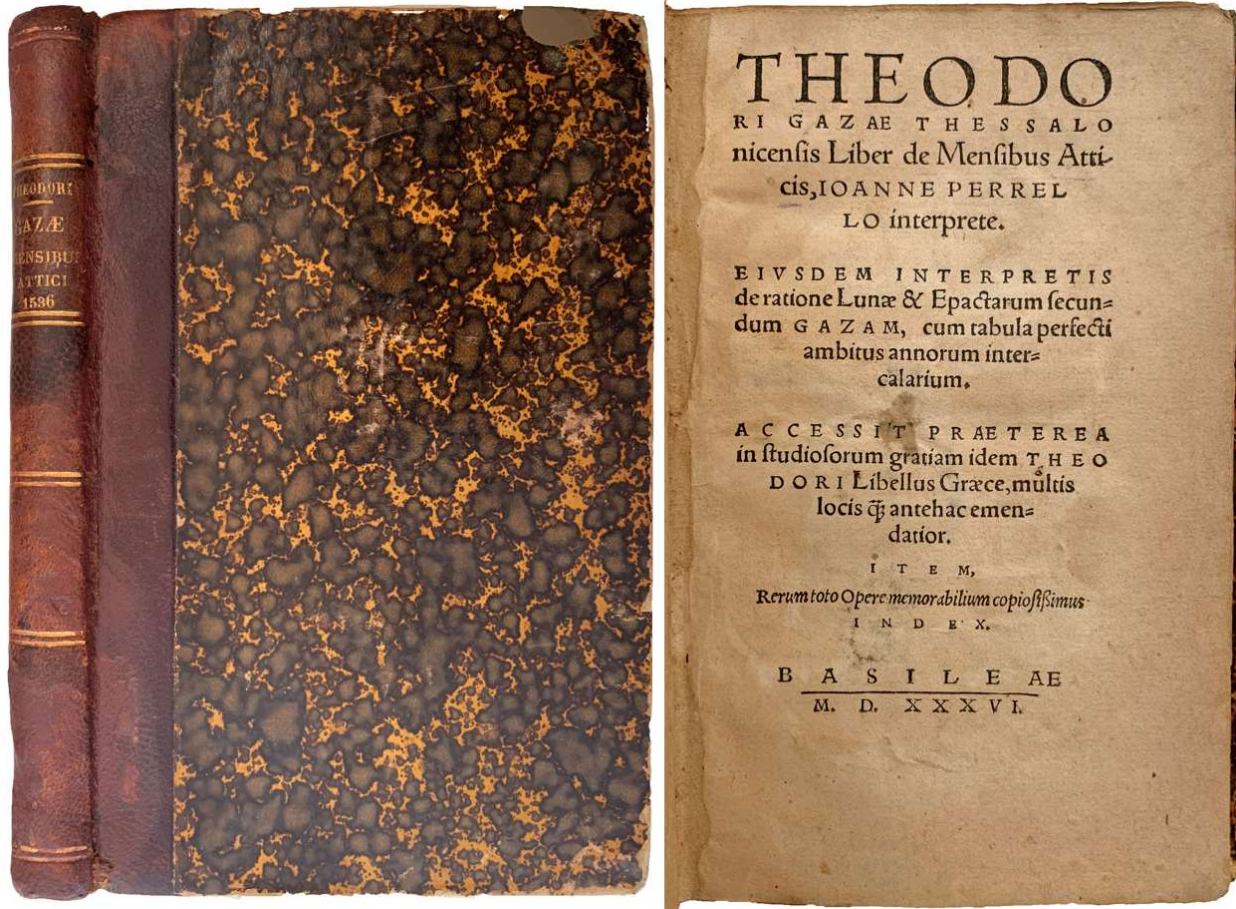 THEODORI
GAZÆ
MENSIBUS
ATTICI
1536
THEODO
RI GAZAE THESSALO
nicenſis Liber de Menſibus Atti-
cis, IOANNE PERREL
LO interprete.
EIVSDEM INTERPRETIS
de ratione Lunæ & Epactarum ſecun=
dum GAZAM, cum tabula perfecti
ambitus annorum inter=
calarium.
ACCESSIT PRAETEREA
in ſtudioſorum gratiam idem THEO
DORI Libellus Græce, multis
locis q̃; antehac emen=
datior.
ITEM,
Rerum toto Opere memorabilium copioſiſſimus
INDEX.
BASILEAE
M. D. XXXVI.